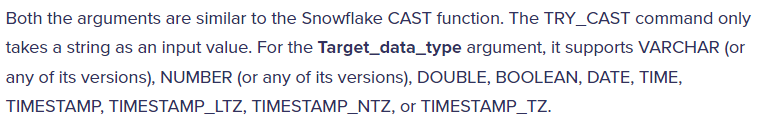 Both the arguments are similar to the Snowflake CAST function. The TRY_CAST command only
takes a string as an input value. For the Target_data_type argument, it supports VARCHAR (or
any of its versions), NUMBER (or any of its versions), DOUBLE, BOOLEAN, DATE, TIME,
TIMESTAMP, TIMESTAMP_LTZ, TIMESTAMP_NTZ, or TIMESTAMP_TZ.